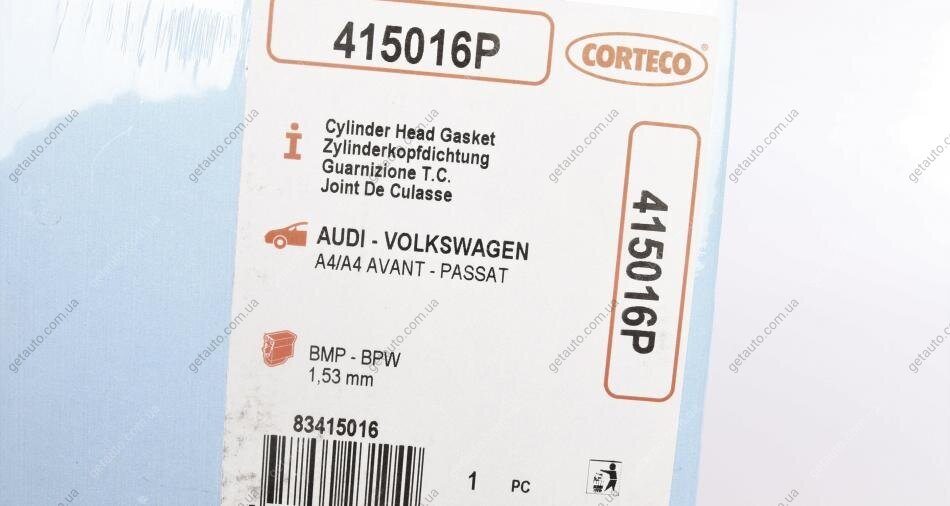 415016P
CORTECO®
Cylinder Head Gasket
Zylinderkopfdichtung
Guarnizione T.C.
Joint De Culasse
AUDI - VOLKSWAGEN
A4/A4 AVANT - PASSAT
415016P
BMP - BPW
1,53 mm
83415016
1 PC
getauto.com.ua